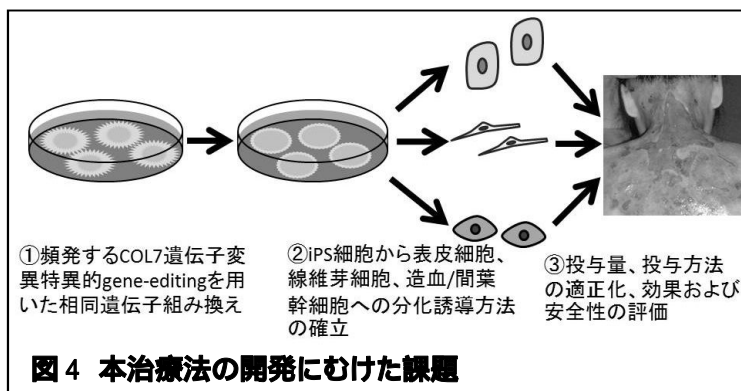 ①頻発するCOL7遺伝子変
異特異的gene-editingを用
いた相同遺伝子組み換え
②iPS細胞から表皮細胞、
線維芽細胞、造血/間葉
幹細胞への分化誘導方法
の確立
③投与量、投与方法
の適正化、効果および
安全性の評価
図4 本治療法の開発にむけた課題